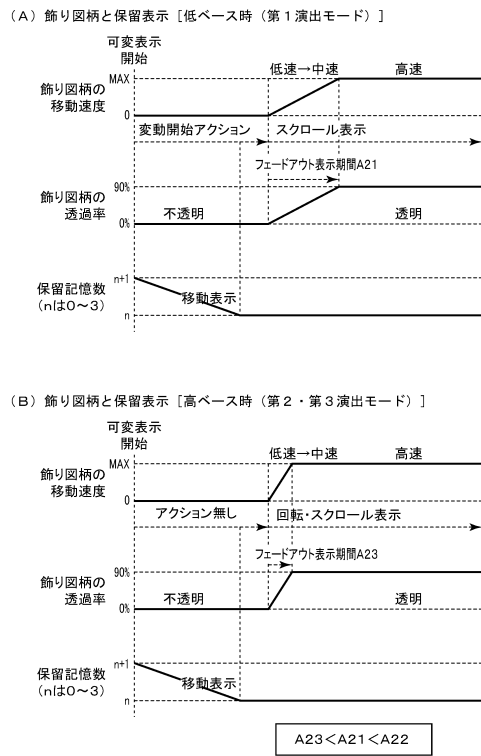 （Ａ）飾り図柄と保留表示［低ベース時（第１演出モード）］
可変表示
開始
飾り図柄の
移動速度
MAX
0
低速→中速
高速
変動開始アクション
スクロール表示
フェードアウト表示期間A21
飾り図柄の
透過率
90%
0%
不透明
透明
保留記憶数
（ｎは０〜３）
n+1
n
移動表示
（Ｂ）飾り図柄と保留表示［高ベース時（第２・第３演出モード）］
可変表示
開始
飾り図柄の
移動速度
MAX
0
低速→中速
高速
アクション無し
回転・スクロール表示
フェードアウト表示期間A23
飾り図柄の
透過率
90%
0%
不透明
透明
保留記憶数
（ｎは０〜３）
n+1
n
移動表示
Ａ２３＜Ａ２１＜Ａ２２